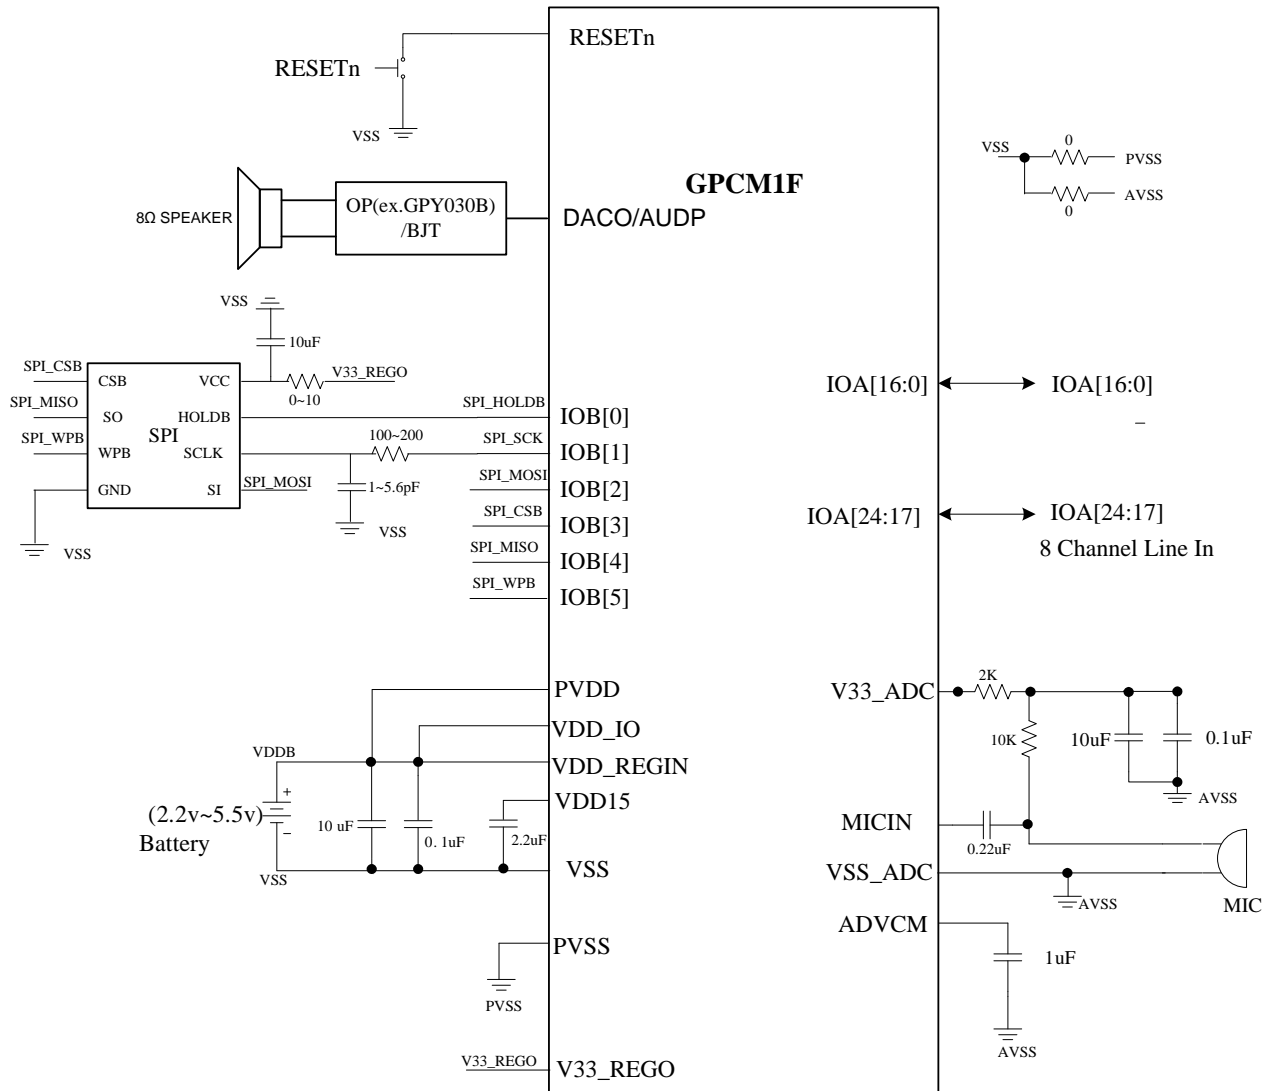 RESETn
RESETn
VSS
GPCM1F
VSS
0
PVSS
AVSS
0
8Ω SPEAKER
OP(ex.GPY030B)
/BJT
DACO/AUDP
VSS
10uF
SPI_CSB
CSB
VCC
V33_REGO
0~10
SPI_MISO
SO
HOLDB
SPI_HOLDB
IOB[0]
SPI
SPI_WPB
WPB
SCLK
100~200
SPI_SCK
IOB[1]
GND
SI
SPI_MOSI
1~5.6pF
SPI_MOSI
IOB[2]
VSS
VSS
SPI_CSB
IOB[3]
SPI_MISO
IOB[4]
SPI_WPB
IOB[5]
IOA[16:0]
IOA[16:0]
_
IOA[24:17]
IOA[24:17]
8 Channel Line In
PVDD
VDD_IO
VDDB
VDD_REGIN
+
(2.2v~5.5v)
−
Battery
10 uF
0. 1uF
VDD15
2.2uF
VSS
VSS
PVSS
PVSS
V33_REGO
V33_REGO
V33_ADC
2K
10K
10uF
0.1uF
AVSS
MICIN
0.22uF
VSS_ADC
AVSS
MIC
ADVCM
1uF
AVSS